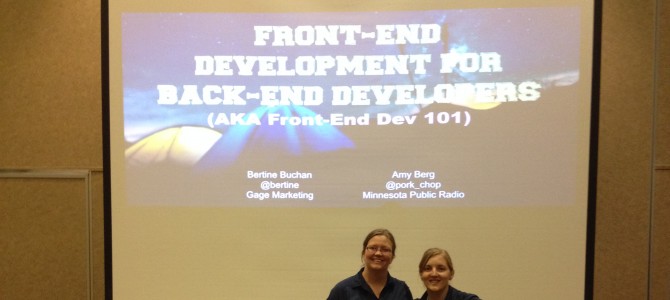 FRONT-END
DEVELOPMENT FOR
BACK-END DEVELOPERS
(AKA Front-End Dev 101)
Bertine Buchan
@bertine
Gage Marketing
Amy Berg
@pork_chop
Minnesota Public Radio